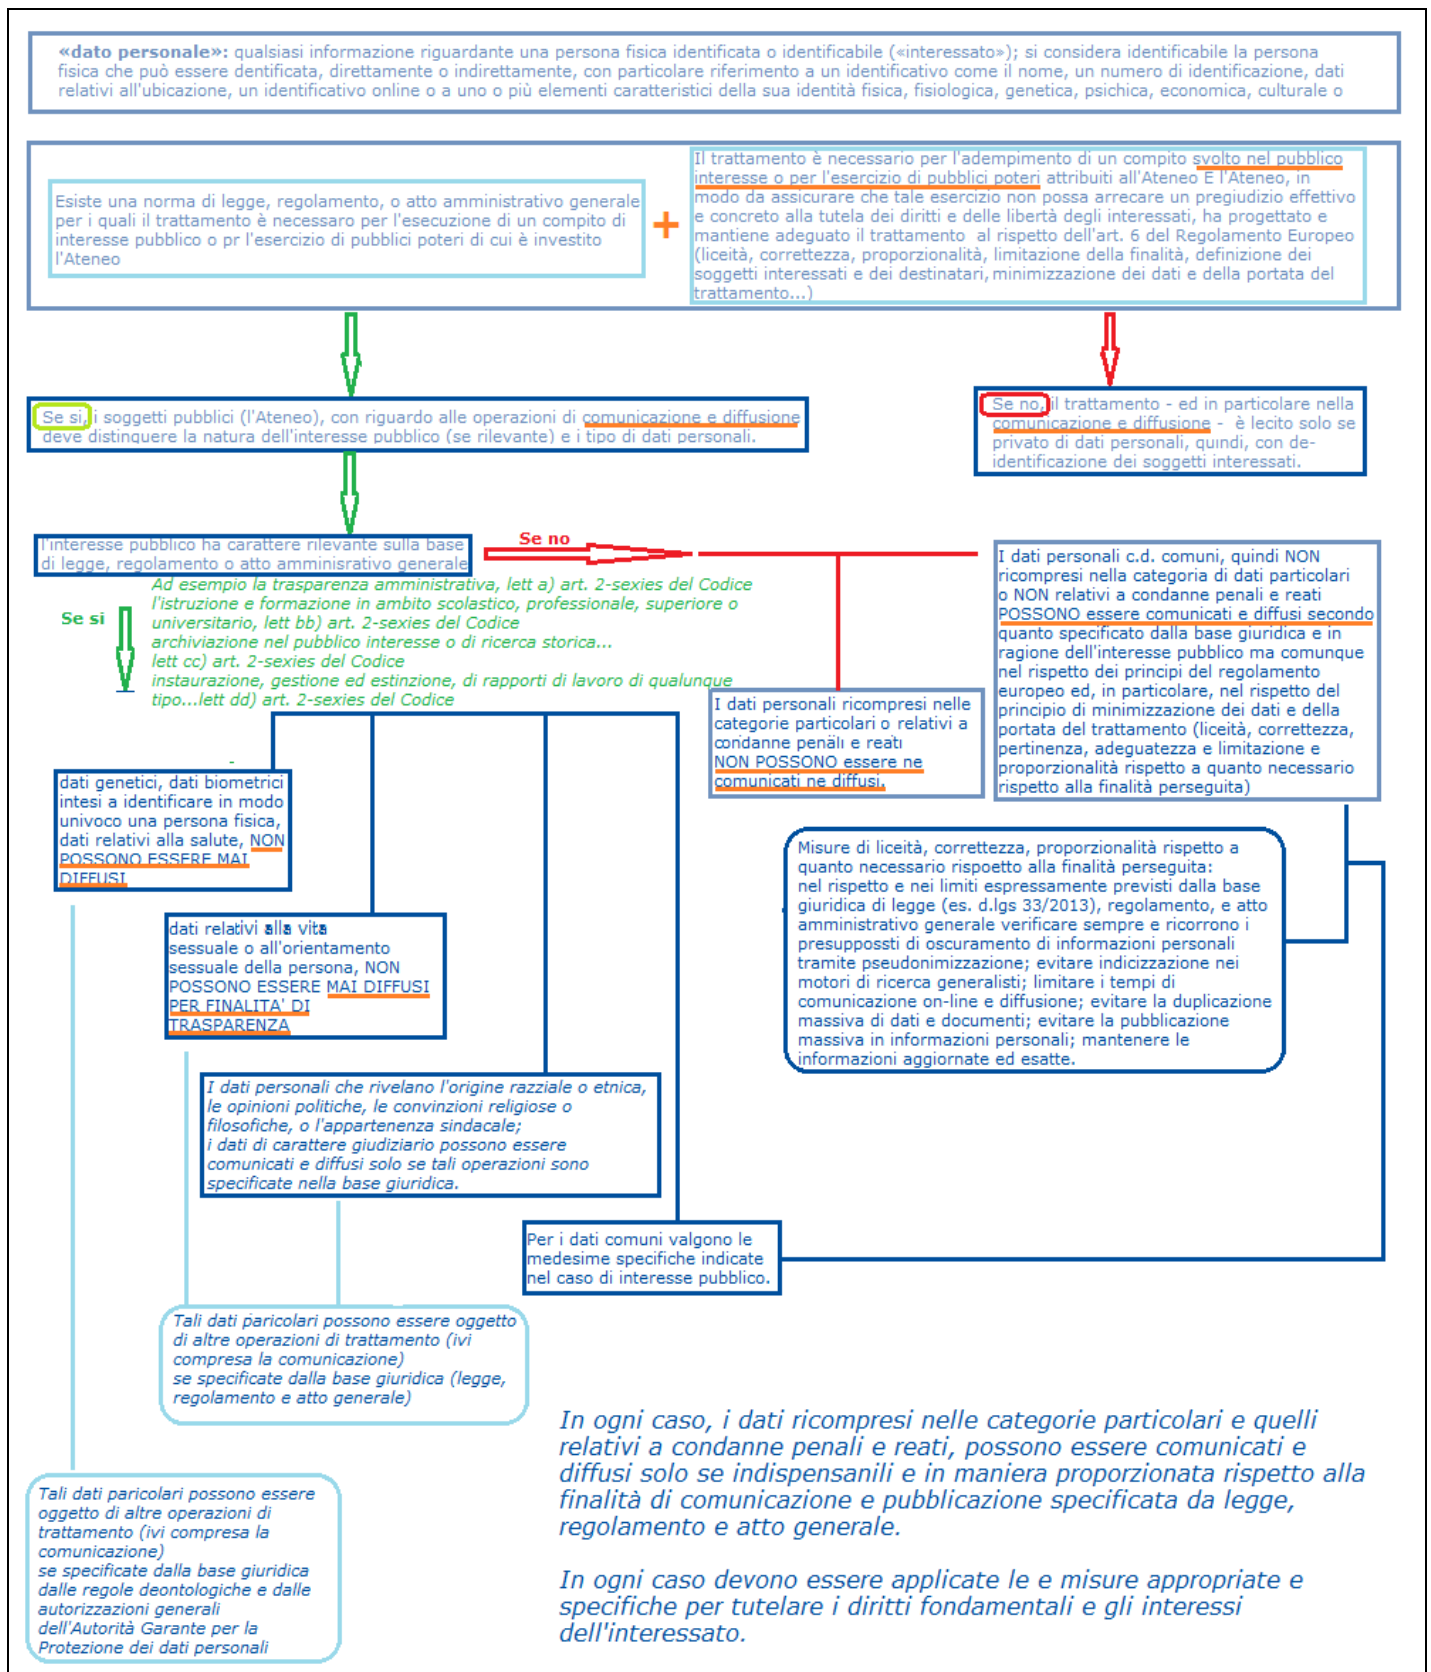 «dato personale»: qualsiasi informazione riguardante una persona fisica identificata o identificabile («interessato»); si considera identificabile la persona
fisica che può essere dentificata, direttamente o indirettamente, con particolare riferimento a un identificativo come il nome, un numero di identificazione, dati
relativi all'ubicazione, un identificativo online o a uno o più elementi caratteristici della sua identità fisica, fisiologica, genetica, psichica, economica, culturale o
Esiste una norma di legge, regolamento, o atto amministrativo generale
per i quali il trattamento è necessaro per l'esecuzione di un compito di
interesse pubblico o pr l'esercizio di pubblici poteri di cui è investito
l'Ateneo
+
Il trattamento è necessario per l'adempimento di un compito svolto nel pubblico
interesse o per l'esercizio di pubblici poteri attribuiti all'Ateneo E l'Ateneo, in
modo da assicurare che tale esercizio non possa arrecare un pregiudizio effettivo
e concreto alla tutela dei diritti e delle libertà degli interessati, ha progettato e
mantiene adeguato il trattamento al rispetto dell'art. 6 del Regolamento Europeo
(liceità, correttezza, proporzionalità, limitazione della finalità, definizione dei
soggetti interessati e dei destinatari, minimizzazione dei dati e della portata del
trattamento...)
Se si, i soggetti pubblici (l'Ateneo), con riguardo alle operazioni di comunicazione e diffusione
deve distinguere la natura dell'interesse pubblico (se rilevante) e i tipo di dati personali.
Se no, il trattamento - ed in particolare nella
comunicazione e diffusione - è lecito solo se
privato di dati personali, quindi, con de-
identificazione dei soggetti interessati.
l'interesse pubblico ha carattere rilevante sulla base
di legge, regolamento o atto amminisrativo generale
Se no
Se si
Ad esempio la trasparenza amministrativa, lett a) art. 2-sexies del Codice
l'istruzione e formazione in ambito scolastico, professionale, superiore o
universitario, lett bb) art. 2-sexies del Codice
archiviazione nel pubblico interesse o di ricerca storica...
lett cc) art. 2-sexies del Codice
instaurazione, gestione ed estinzione, di rapporti di lavoro di qualunque
tipo...lett dd) art. 2-sexies del Codice
I dati personali c.d. comuni, quindi NON
ricompresi nella categoria di dati particolari
o NON relativi a condanne penali e reati
POSSONO essere comunicati e diffusi secondo
quanto specificato dalla base giuridica e in
ragione dell'interesse pubblico ma comunque
nel rispetto dei principi del regolamento
europeo ed, in particolare, nel rispetto del
principio di minimizzazione dei dati e della
portata del trattamento (liceità, correttezza,
pertinenza, adeguatezza e limitazione e
proporzionalità rispetto a quanto necessario
rispetto alla finalità perseguita)
I dati personali ricompresi nelle
categorie particolari o relativi a
condanne penali e reati
NON POSSONO essere ne
comunicati ne diffusi.
dati genetici, dati biometrici
intesi a identificare in modo
univoco una persona fisica,
dati relativi alla salute, NON
POSSONO ESSERE MAI
DIFFUSI
Misure di liceità, correttezza, proporzionalità rispetto a
quanto necessario rispoetto alla finalità perseguita:
nel rispetto e nei limiti espressamente previsti dalla base
giuridica di legge (es. d.lgs 33/2013), regolamento, e atto
amministrativo generale verificare sempre e ricorrono i
presuppossti di oscuramento di informazioni personali
tramite pseudonimizzazione; evitare indicizzazione nei
motori di ricerca generalisti; limitare i tempi di
comunicazione on-line e diffusione; evitare la duplicazione
massiva di dati e documenti; evitare la pubblicazione
massiva in informazioni personali; mantenere le
informazioni aggiornate ed esatte.
dati relativi alla vita
sessuale o all'orientamento
sessuale della persona, NON
POSSONO ESSERE MAI DIFFUSI
PER FINALITA' DI
TRASPARENZA
I dati personali che rivelano l'origine razziale o etnica,
le opinioni politiche, le convinzioni religiose o
filosofiche, o l'appartenenza sindacale;
i dati di carattere giudiziario possono essere
comunicati e diffusi solo se tali operazioni sono
specificate nella base giuridica.
Per i dati comuni valgono le
medesime specifiche indicate
nel caso di interesse pubblico.
Tali dati paricolari possono essere oggetto
di altre operazioni di trattamento (ivi
compresa la comunicazione)
se specificate dalla base giuridica (legge,
regolamento e atto generale)
In ogni caso, i dati ricompresi nelle categorie particolari e quelli
relativi a condanne penali e reati, possono essere comunicati e
diffusi solo se indispensanili e in maniera proporzionata rispetto alla
finalità di comunicazione e pubblicazione specificata da legge,
regolamento e atto generale.
Tali dati paricolari possono essere
oggetto di altre operazioni di
trattamento (ivi compresa la
comunicazione)
se specificate dalla base giuridica
dalle regole deontologiche e dalle
autorizzazioni generali
dell'Autorità Garante per la
Protezione dei dati personali
In ogni caso devono essere applicate le e misure appropriate e
specifiche per tutelare i diritti fondamentali e gli interessi
dell'interessato.